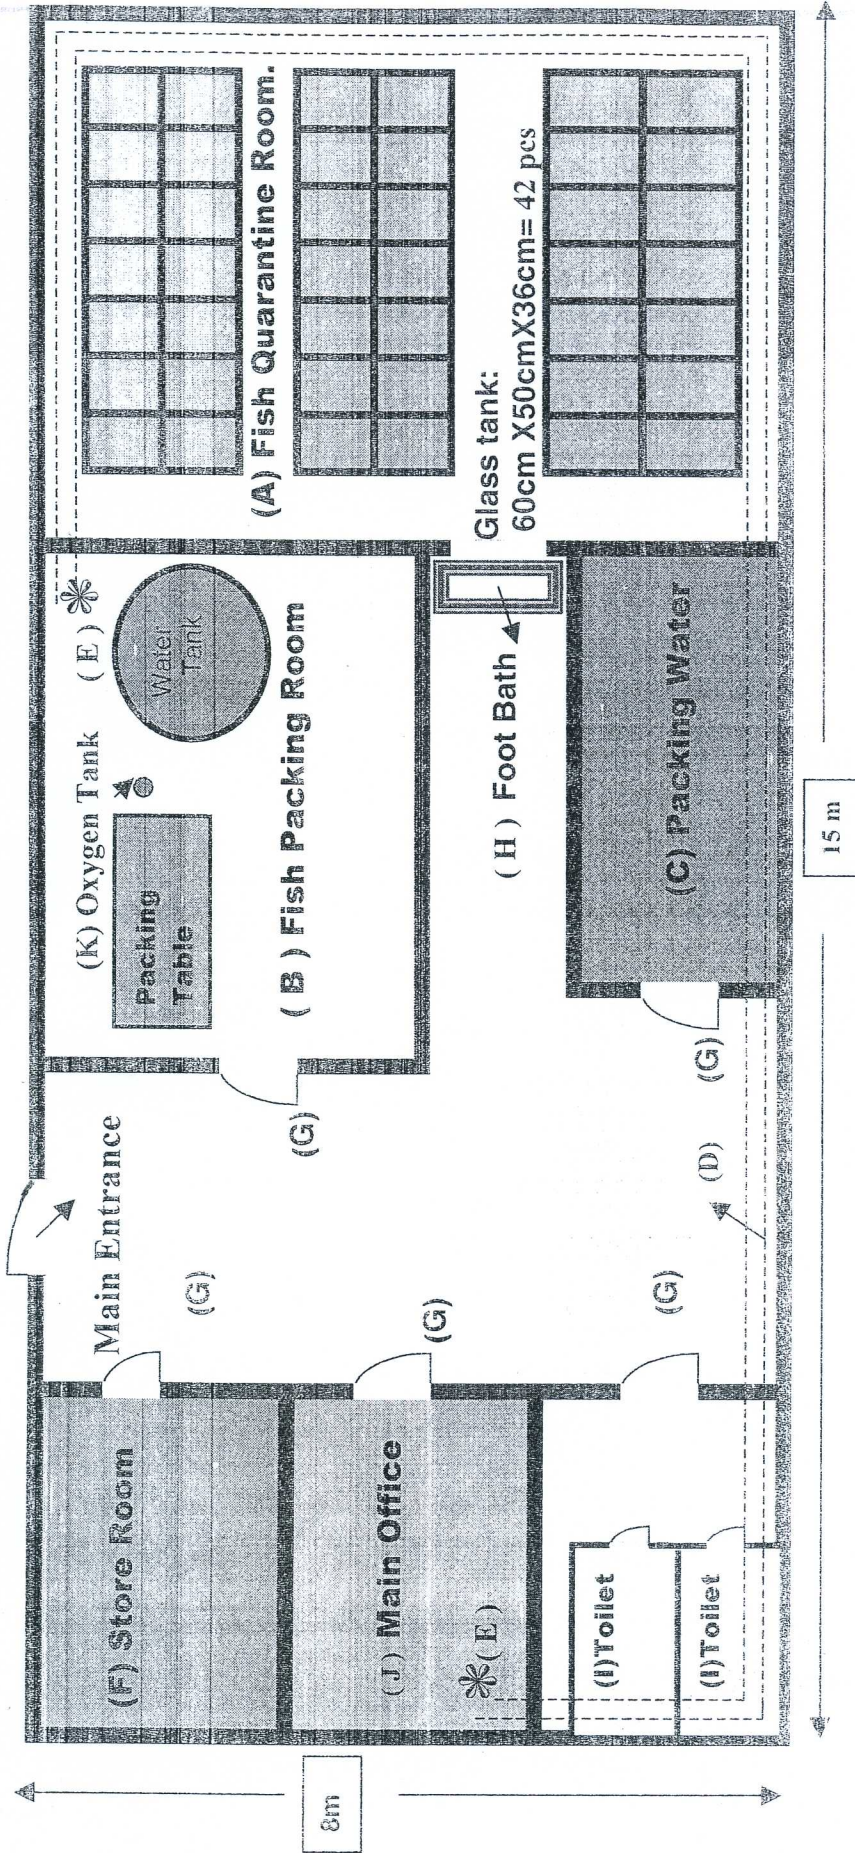 (F) Store Room
Main Entrance
(G)
(K) Oxygen Tank
( E )
Packing
Table
Water
Tank
( B ) Fish Packing Room
(G)
(A) Fish Quarantine Room.
(J) Main Office
( E )
(G)
( H ) Foot Bath
Glass tank:
60cm X50cmX36cm= 42 pcs
(I)Toilet
(I)Toilet
(G)
(D)
(G)
(C) Packing Water
8m
15 m